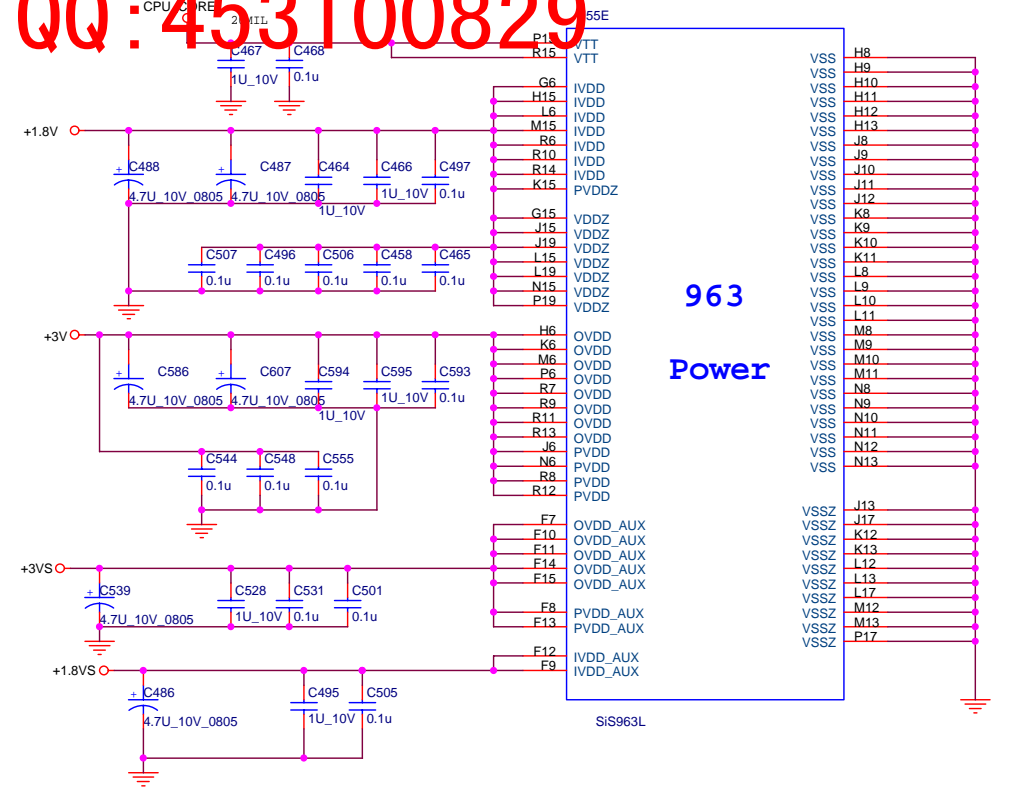 CPU_CORE
QQ:453100829
55E
C467
C468
1U_10V
0.1u
R15
VTT
VTT
+1.8V
C488
C487
C464
C466
C497
4.7U_10V_0805
4.7U_10V_0805
1U_10V
1U_10V
0.1u
C507
C496
C506
C458
C465
0.1u
0.1u
0.1u
0.1u
0.1u
+3V
C586
C607
C594
C595
C593
4.7U_10V_0805
4.7U_10V_0805
1U_10V
1U_10V
0.1u
C544
C548
C555
0.1u
0.1u
0.1u
+3VS
C539
C528
C531
C501
4.7U_10V_0805
1U_10V
0.1u
0.1u
+1.8VS
C486
C495
C505
4.7U_10V_0805
1U_10V
0.1u
G6 IVDD
H15 IVDD
L6 IVDD
M15 IVDD
R6 IVDD
R10 IVDD
R14 IVDD
K15 PVDDZ
G15 VDDZ
J15 VDDZ
J19 VDDZ
L15 VDDZ
L19 VDDZ
N15 VDDZ
P19 VDDZ
H6 OVDD
K6 OVDD
M6 OVDD
P6 OVDD
R7 OVDD
R9 OVDD
R11 OVDD
R13 OVDD
J6 PVDD
N6 PVDD
R8 PVDD
R12 PVDD
F7 OVDD_AUX
F10 OVDD_AUX
F11 OVDD_AUX
F14 OVDD_AUX
F15 OVDD_AUX
F8 PVDD_AUX
F13 PVDD_AUX
F12 IVDD_AUX
F9 IVDD_AUX
963
Power
VSS H8
VSS H9
VSS H10
VSS H11
VSS H12
VSS H13
VSS J8
VSS J9
VSS J10
VSS J11
VSS J12
VSS K8
VSS K9
VSS K10
VSS K11
VSS L8
VSS L9
VSS L10
VSS L11
VSS M8
VSS M9
VSS M10
VSS M11
VSS N8
VSS N9
VSS N10
VSS N11
VSS N12
VSS N13
VSSZ J13
VSSZ J17
VSSZ K12
VSSZ K13
VSSZ L12
VSSZ L13
VSSZ L17
VSSZ M12
VSSZ M13
VSSZ P17
SiS963L